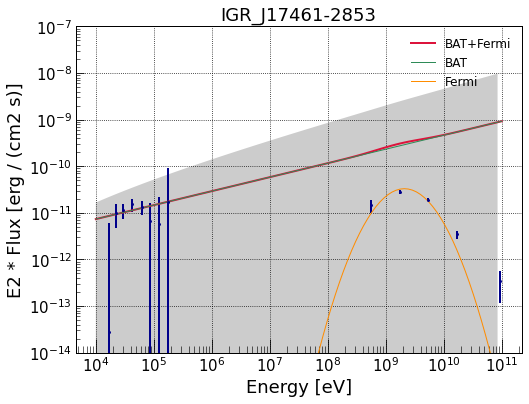 IGR_J17461-2853
E2 * Flux [erg / (cm2 s)]
10^-7
10^-8
10^-9
10^-10
10^-11
10^-12
10^-13
10^-14
BAT+Fermi
BAT
Fermi
10^4 10^5 10^6 10^7 10^8 10^9 10^10 10^11
Energy [eV]